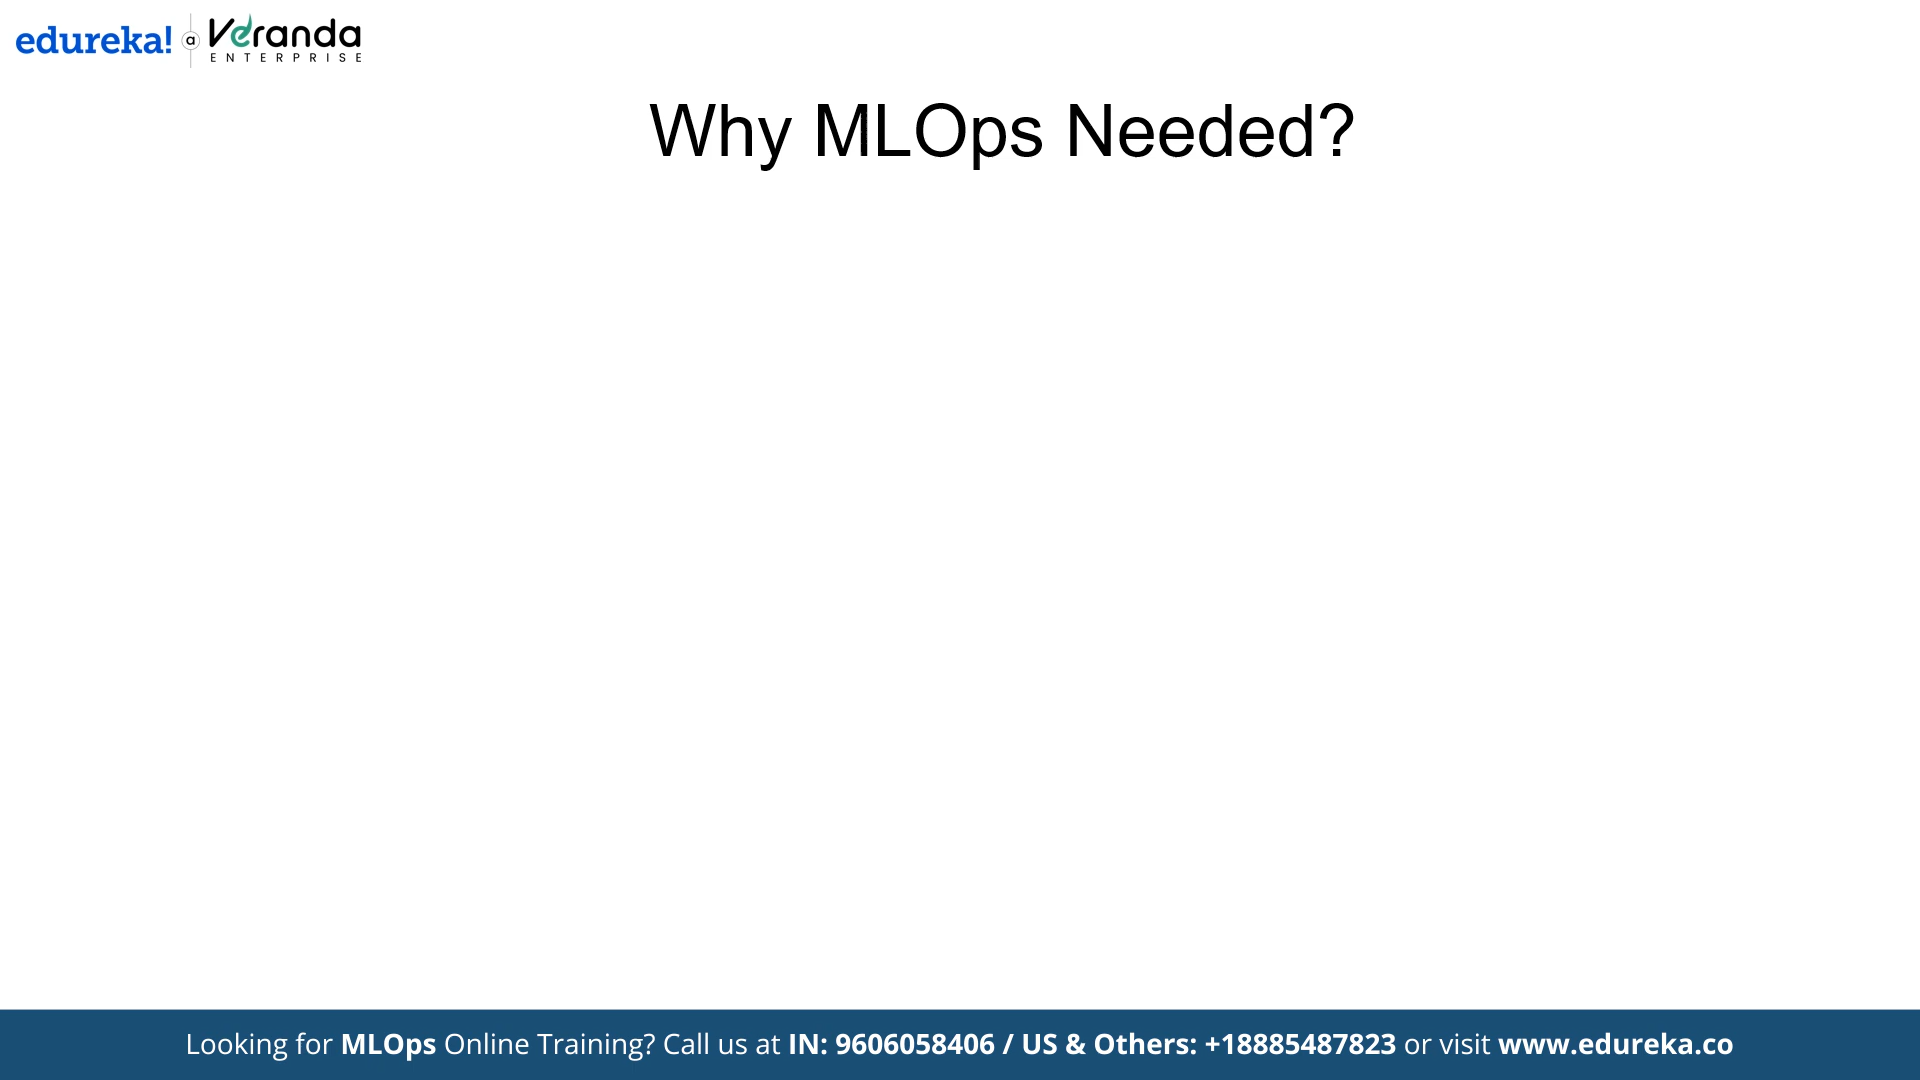 edureka! a Veranda
ENTERPRISE
Why MLOps Needed?
Looking for MLOps Online Training? Call us at IN: 9606058406 / US & Others: +18885487823 or visit www.edureka.co